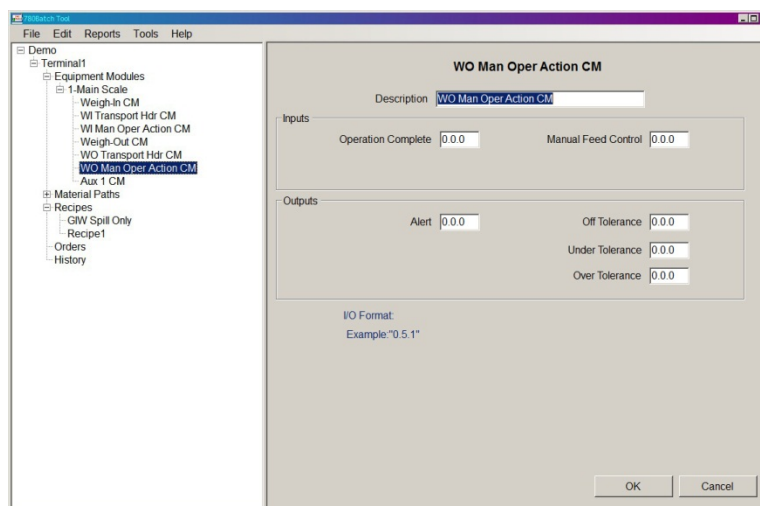 780Batch Tool
File Edit Reports Tools Help
Demo
Terminal1
Equipment Modules
1-Main Scale
Weigh-In CM
WI Transport Hdr CM
WI Man Oper Action CM
Weigh-Out CM
WO Transport Hdr CM
WO Man Oper Action CM
Aux 1 CM
Material Paths
Recipes
GIW Spill Only
Recipe1
Orders
History
WO Man Oper Action CM
Description WO Man Oper Action CM
Inputs
Operation Complete 0.0.0 Manual Feed Control 0.0.0
Outputs
Alert 0.0.0 Off Tolerance 0.0.0
Under Tolerance 0.0.0
Over Tolerance 0.0.0
I/O Format:
Example:"0.5.1"
OK Cancel